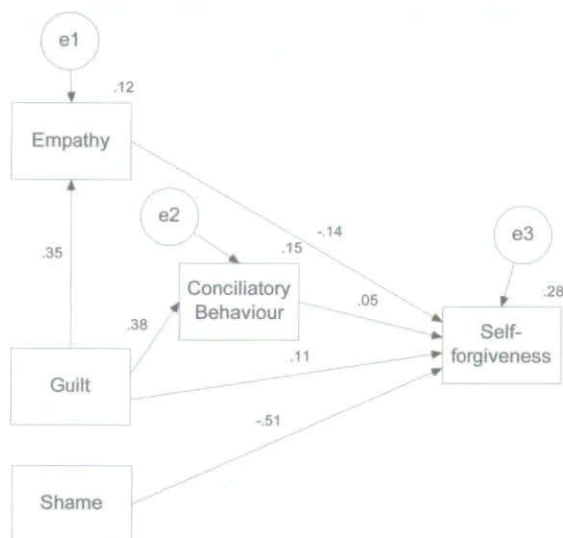 e1
.12
Empathy
e2
-.14
e3
.35
.15
Conciliatory
Behaviour
.28
.05
Self-
forgiveness
.38
.11
Guilt
-.51
Shame